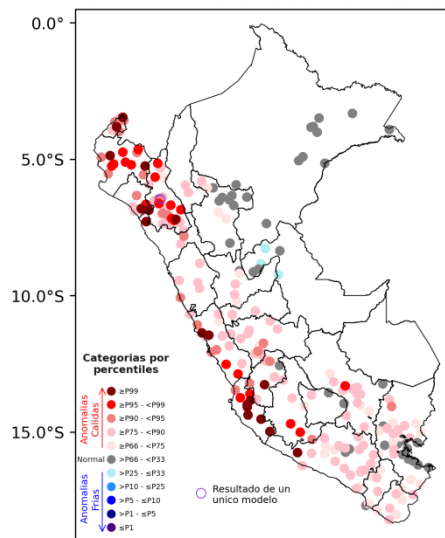 0.0°
5.0°S
10.0°S
15.0°S
Categorias por
percentiles
Anomalias
Calidas
≥P99
≥P95 - <P99
≥P90 - <P95
≥P75 - <P90
≥P66 - <P75
Normal >P66 - <P33
Anomalias
Frias
>P25 - ≤P33
>P10 - ≤P25
>P5 - ≤P10
>P1 - ≤P5
≤P1
Resultado de un
unico modelo